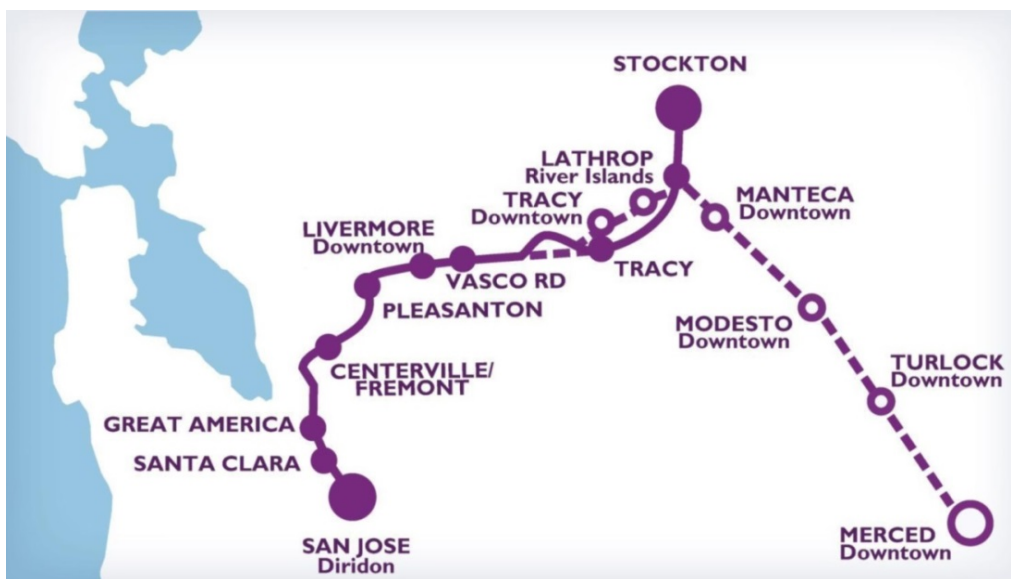 STOCKTON
LATHROP
River Islands
TRACY
Downtown
MANTECA
Downtown
LIVERMORE
Downtown
VASCO RD
TRACY
PLEASANTON
MODESTO
Downtown
TURLOCK
Downtown
CENTERVILLE/
FREMONT
GREAT AMERICA
SANTA CLARA
SAN JOSE
Diridon
MERCED
Downtown